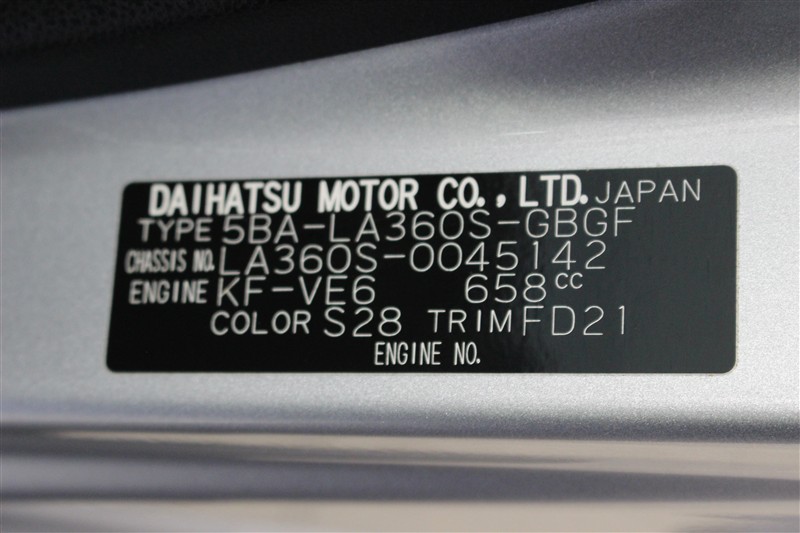 DAIHATSU MOTOR CO., LTD. JAPAN
TYPE 5BA-LA360S-GBGF
CHASSIS NO. LA360S-0045142
ENGINE KF-VE6 658cc
COLOR S28 TRIM FD21
ENGINE NO.